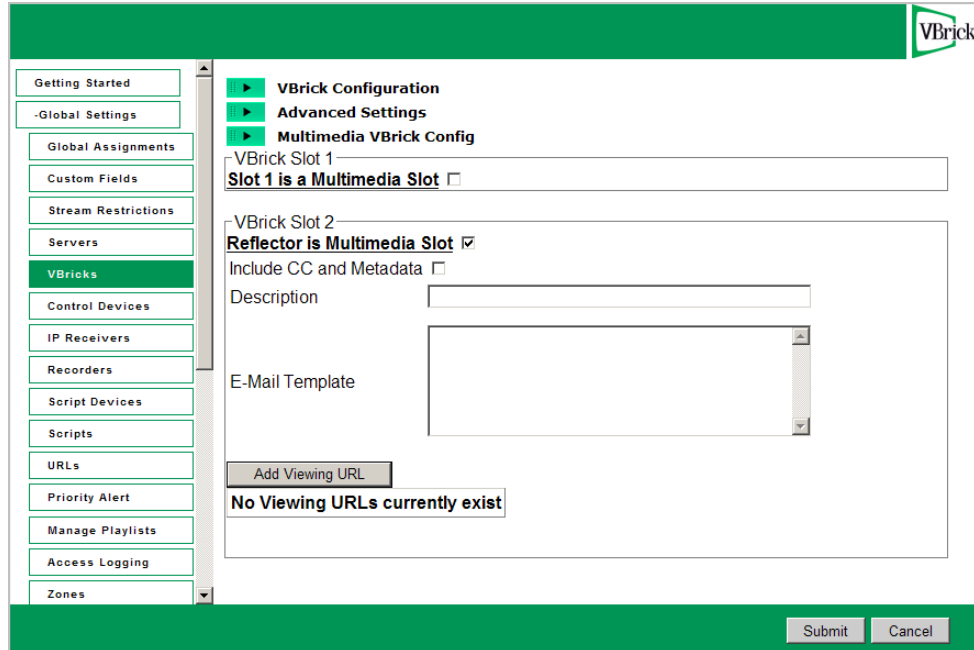 VBrick
Getting Started
-Global Settings
Global Assignments
Custom Fields
Stream Restrictions
Servers
VBricks
Control Devices
IP Receivers
Recorders
Script Devices
Scripts
URLs
Priority Alert
Manage Playlists
Access Logging
Zones
VBrick Configuration
Advanced Settings
Multimedia VBrick Config
VBrick Slot 1
Slot 1 is a Multimedia Slot
VBrick Slot 2
Reflector is Multimedia Slot
Include CC and Metadata
Description
E-Mail Template
Add Viewing URL
No Viewing URLs currently exist
Submit Cancel